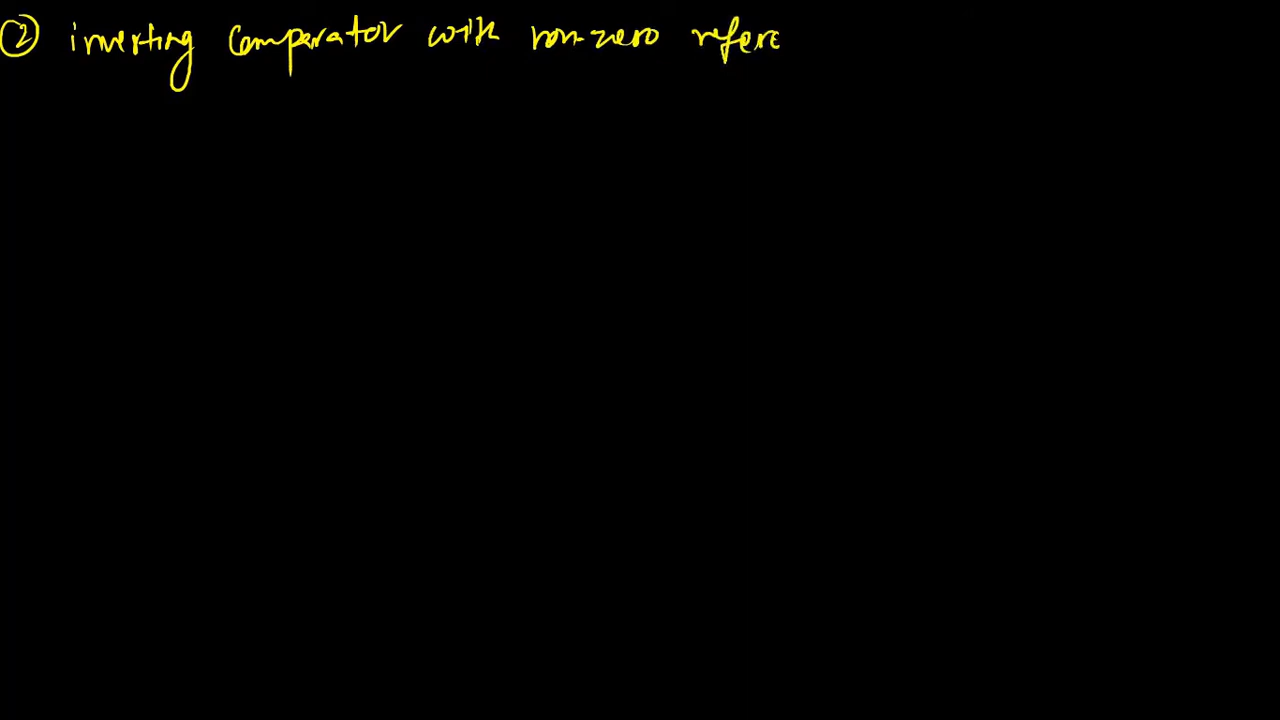 ② inverting comparator with non-zero refere